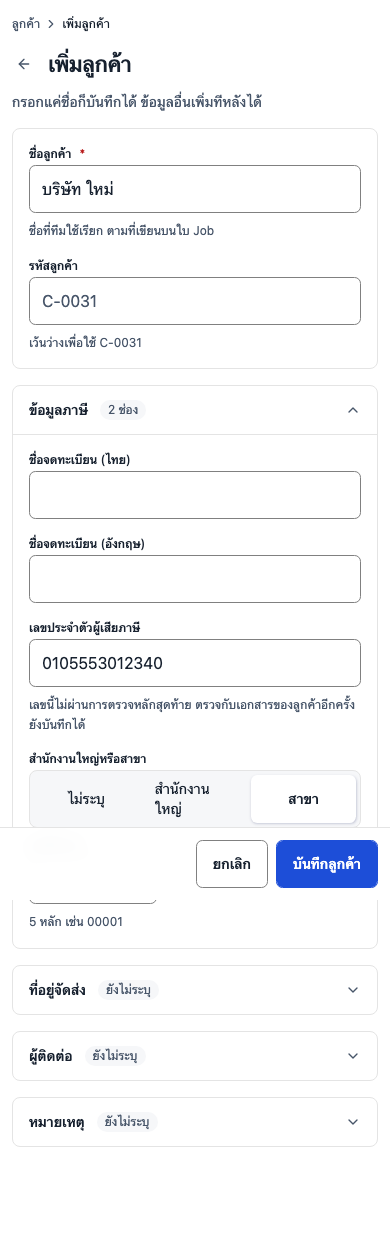 ลูกค้า > เพิ่มลูกค้า
← เพิ่มลูกค้า
กรอกแค่ชื่อก็บันทึกได้ ข้อมูลอื่นเพิ่มทีหลังได้
ชื่อลูกค้า *
บริษัท ใหม่
ชื่อที่ทีมใช้เรียก ตามที่เขียนบนใบ Job
รหัสลูกค้า
C-0031
เว้นว่างเพื่อใช้ C-0031
ข้อมูลภาษี 2 ช่อง
ชื่อจดทะเบียน (ไทย)
ชื่อจดทะเบียน (อังกฤษ)
เลขประจำตัวผู้เสียภาษี
0105553012340
เลขนี้ไม่ผ่านการตรวจหลักสุดท้าย ตรวจกับเอกสารของลูกค้าอีกครั้ง
ยังบันทึกได้
สำนักงานใหญ่หรือสาขา
ไม่ระบุ สำนักงานใหญ่ สาขา
ยกเลิก บันทึกลูกค้า
5 หลัก เช่น 00001
ที่อยู่จัดส่ง ยังไม่ระบุ
ผู้ติดต่อ ยังไม่ระบุ
หมายเหตุ ยังไม่ระบุ